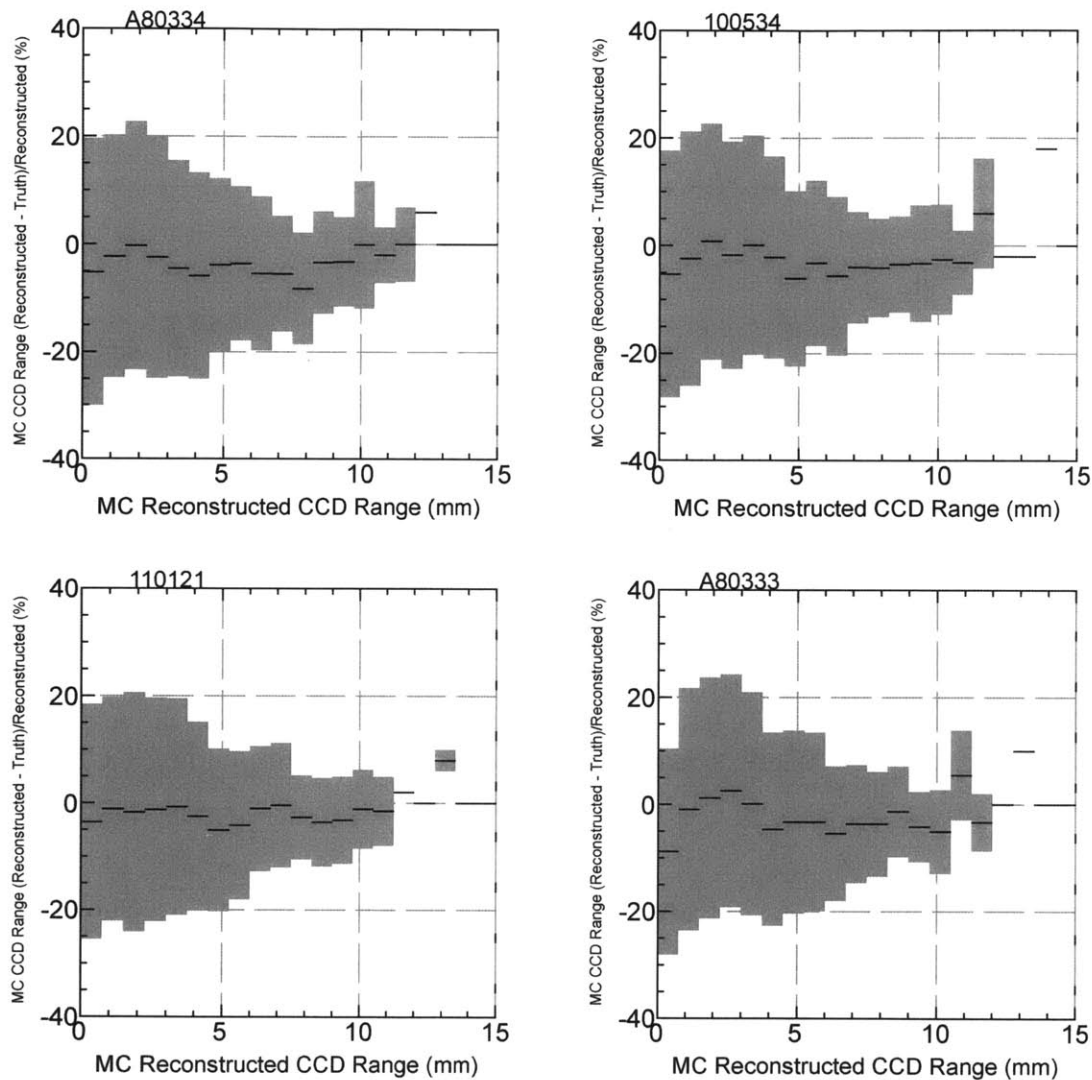 A80334
MC CCD Range (Reconstructed - Truth)/Reconstructed (%)
40
20
0
-20
-40
0 5 10 15
MC Reconstructed CCD Range (mm)
100534
MC CCD Range (Reconstructed - Truth)/Reconstructed (%)
40
20
0
-20
-40
0 5 10 15
MC Reconstructed CCD Range (mm)
110121
MC CCD Range (Reconstructed - Truth)/Reconstructed (%)
40
20
0
-20
-40
0 5 10 15
MC Reconstructed CCD Range (mm)
A80333
MC CCD Range (Reconstructed - Truth)/Reconstructed (%)
40
20
0
-20
-40
0 5 10 15
MC Reconstructed CCD Range (mm)